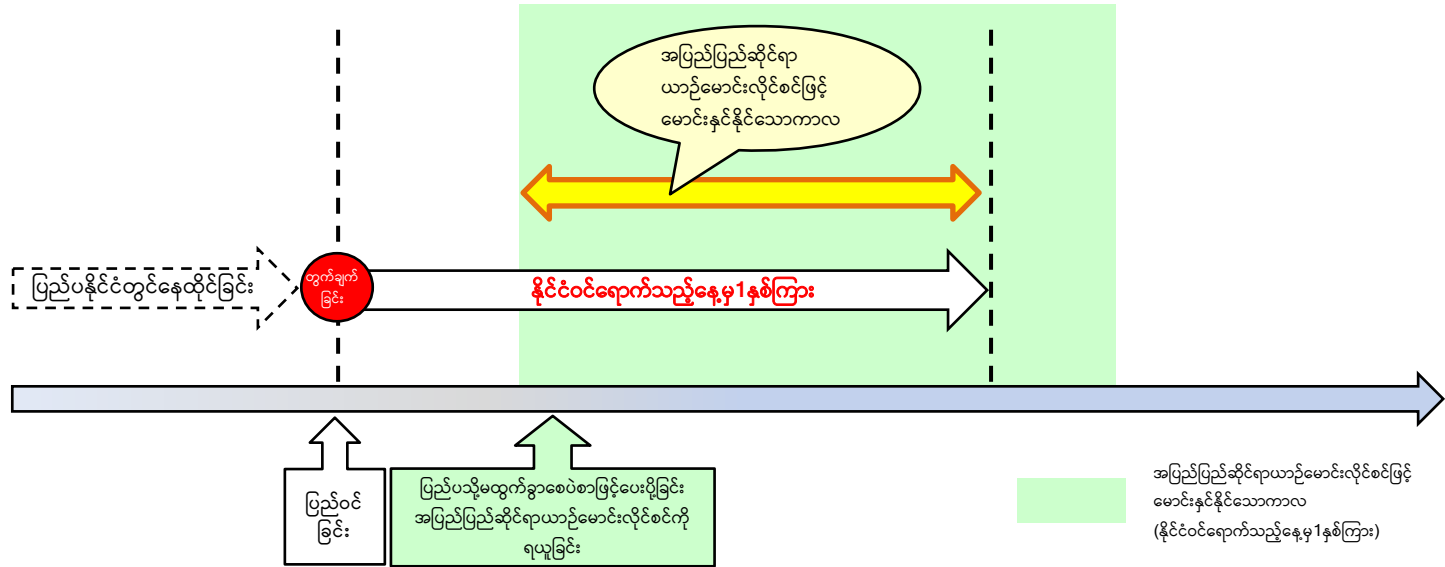 အပြည်ပြည်ဆိုင်ရာ
ယာဉ်မောင်းလိုင်စင်ဖြင့်
မောင်းနှင်နိုင်သောကာလ
ပြည်ပနိုင်ငံတွင်နေထိုင်ခြင်း
တွက်ချက်
ခြင်း
နိုင်ငံဝင်ရောက်သည့်နေ့မှ1နှစ်ကြား
ပြည်ဝင်
ခြင်း
ပြည်ပသို့မထွက်ခွာစေပဲစာဖြင့်ပေးပို့ခြင်း
အပြည်ပြည်ဆိုင်ရာယာဉ်မောင်းလိုင်စင်ကို
ရယူခြင်း
အပြည်ပြည်ဆိုင်ရာယာဉ်မောင်းလိုင်စင်ဖြင့်
မောင်းနှင်နိုင်သောကာလ
(နိုင်ငံဝင်ရောက်သည့်နေ့မှ1နှစ်ကြား)